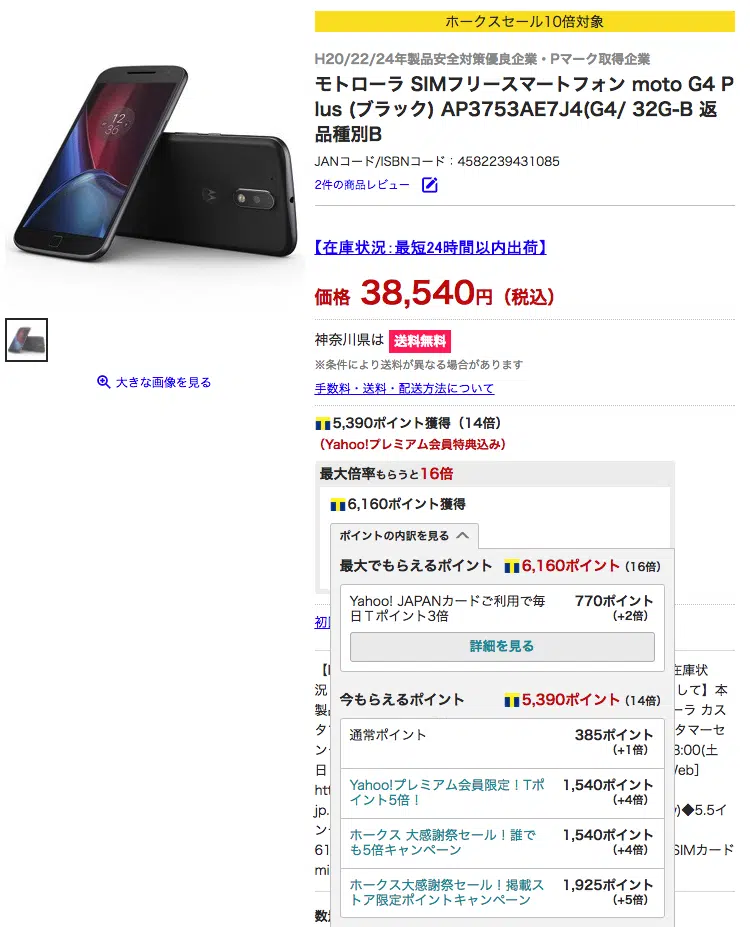 ホークスセール10倍対象
H20/22/24年製品安全対策優良企業・Pマーク取得企業
モトローラ SIMフリースマートフォン moto G4 P
lus (ブラック) AP3753AE7J4(G4/ 32G-B 返
品種別B
JANコード/ISBNコード：4582239431085
2件の商品レビュー
【在庫状況：最短24時間以内出荷】
価格 38,540円（税込）
神奈川県は 送料無料
※条件により送料が異なる場合があります
手数料・送料・配送方法について
大きな画像を見る
5,390ポイント獲得（14倍）
（Yahoo!プレミアム会員特典込み）
最大倍率もらうと16倍
6,160ポイント獲得
ポイントの内訳を見る
最大でもらえるポイント 6,160ポイント (16倍)
Yahoo! JAPANカードご利用で毎 770ポイント
日Tポイント3倍 (+2倍)
詳細を見る
今もらえるポイント 5,390ポイント (14倍)
通常ポイント 385ポイント
(+1倍)
Yahoo!プレミアム会員限定！Tポ 1,540ポイント
イント5倍！ (+4倍)
ホークス 大感謝祭セール！誰で 1,540ポイント
も5倍キャンペーン (+4倍)
ホークス大感謝祭セール！掲載ス 1,925ポイント
トア限定ポイントキャンペーン (+5倍)
初
在庫状
況 して】本
製 ーラ カス
タ タマーセ
ン 8:00(土
日 Web]
htt
jp. )◆5.5イ
ン
61 SIMカード
mi
数